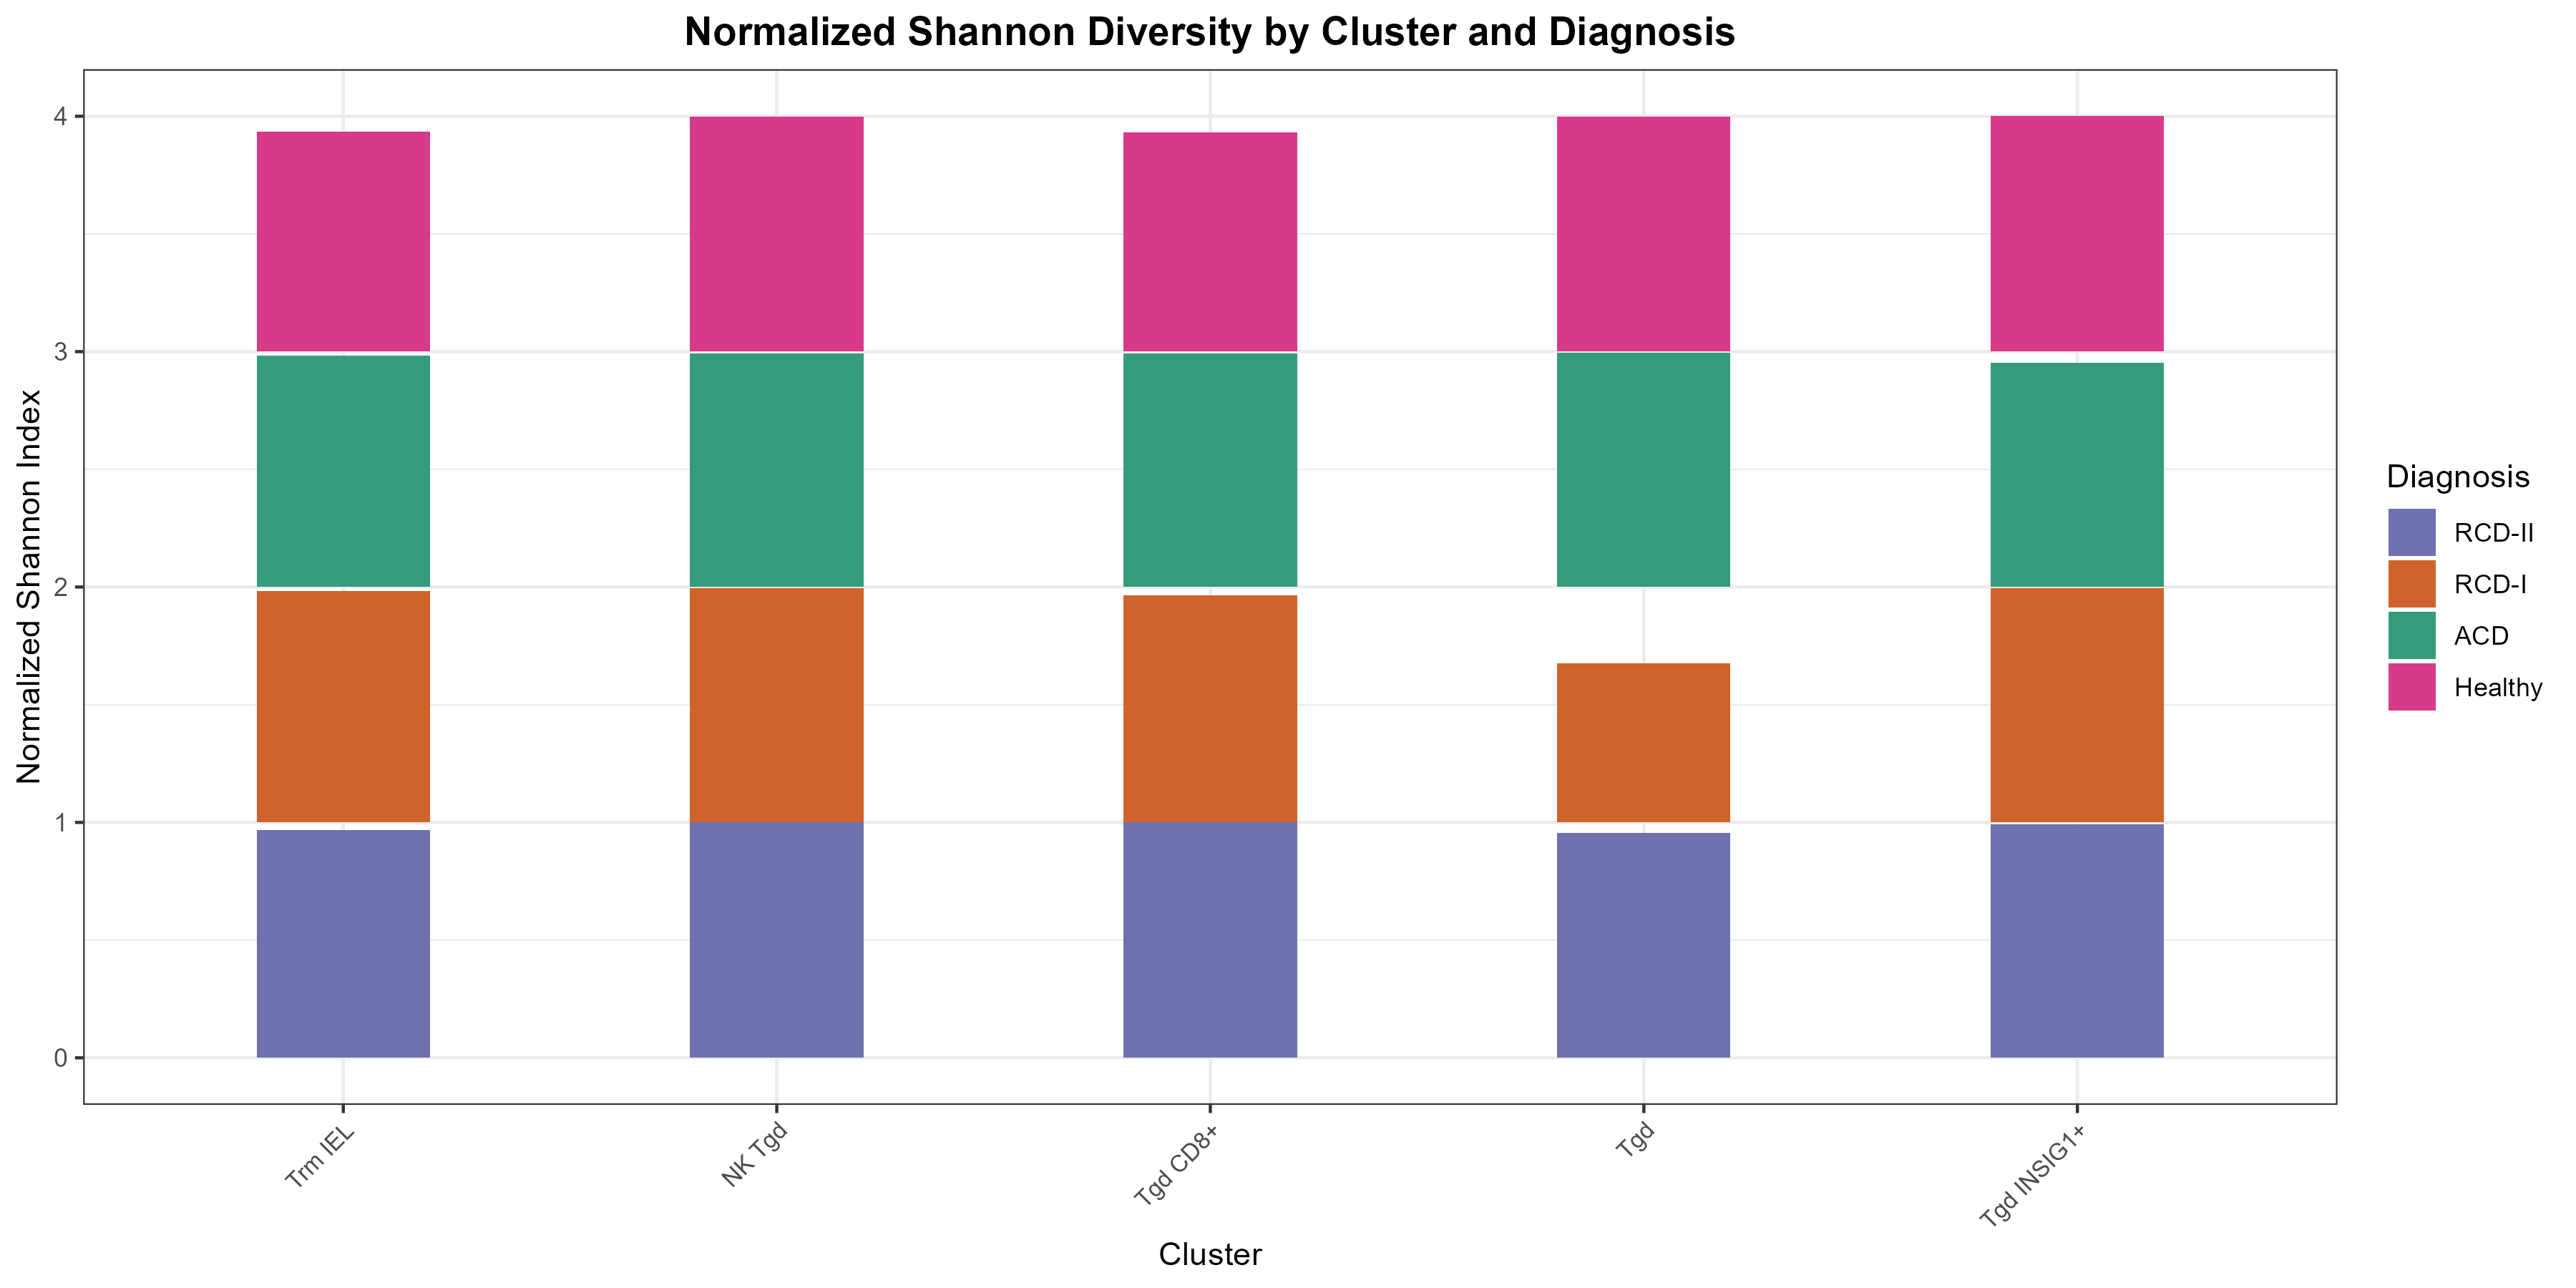 Normalized Shannon Diversity by Cluster and Diagnosis
Normalized Shannon Index
4
3
2
1
0
Trm IEL
NK Tgd
Tgd CD8+
Tgd
Tgd INSIG1+
Cluster
Diagnosis
RCD-II
RCD-I
ACD
Healthy